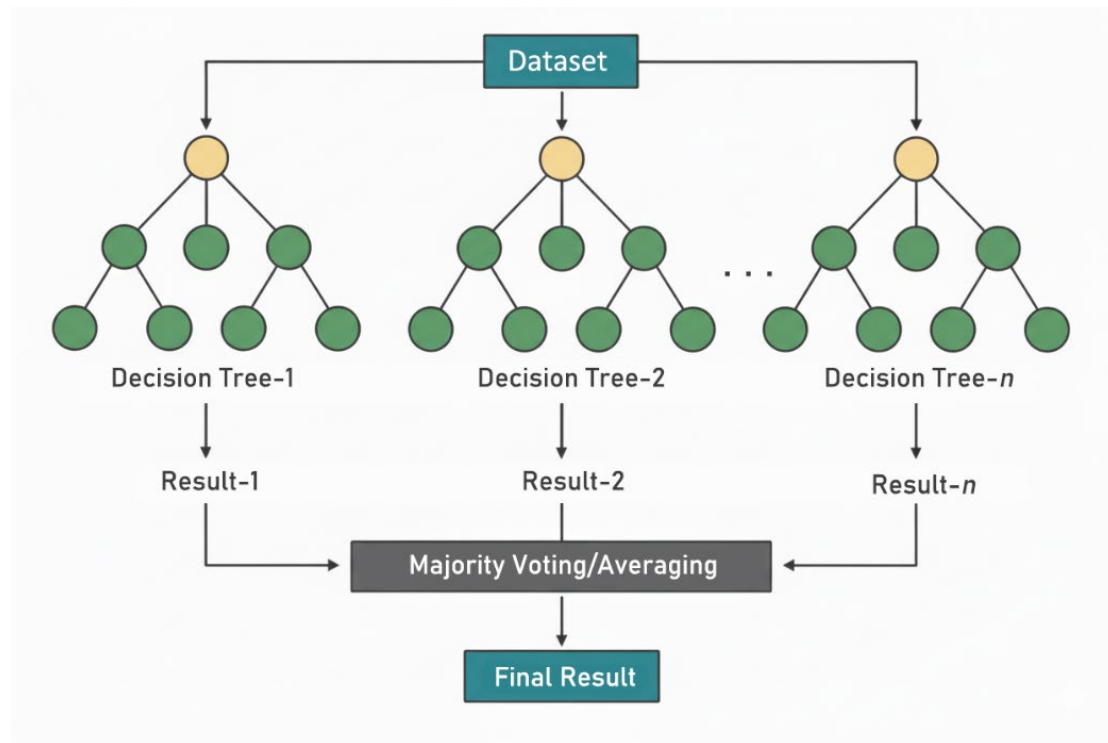 Dataset
. . .
Decision Tree-1
Decision Tree-2
Decision Tree-n
Result-1
Result-2
Result-n
Majority Voting/Averaging
Final Result